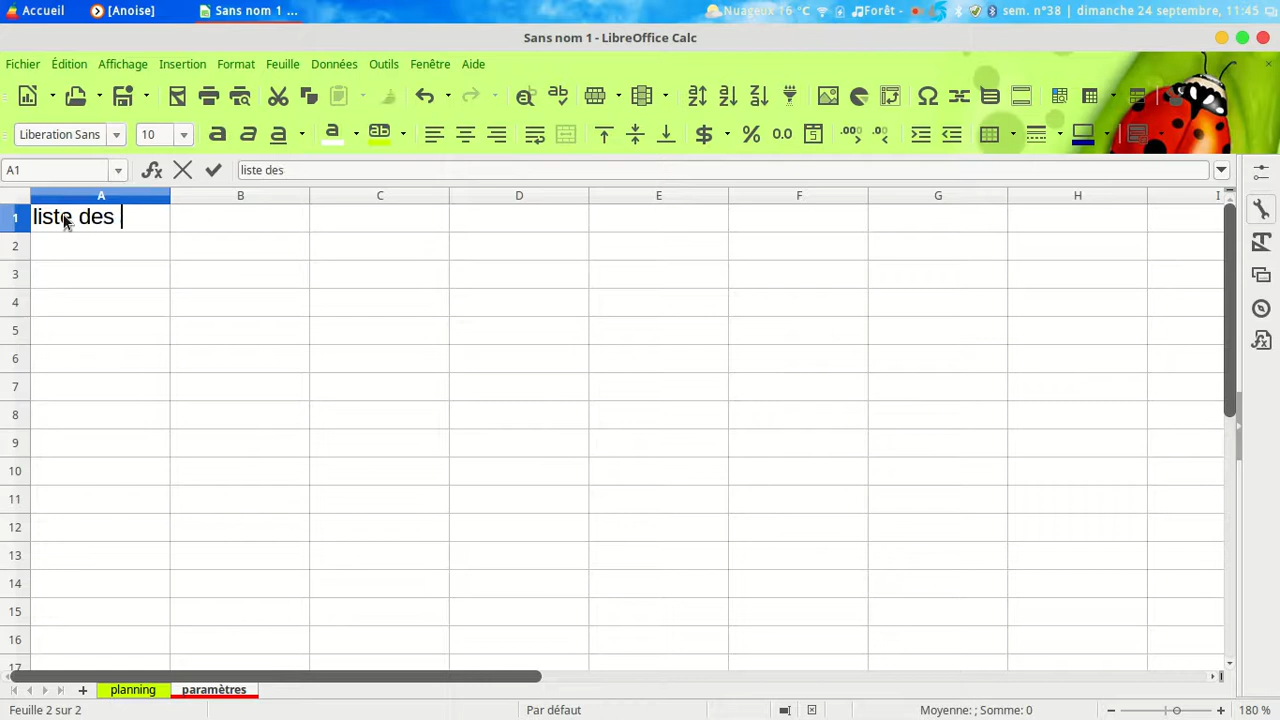 Accueil [Anoise] Sans nom 1 ... Nuageux 16 °C Forêt - sem. n°38 | dimanche 24 septembre, 11:45
Sans nom 1 - LibreOffice Calc
Fichier Édition Affichage Insertion Format Feuille Données Outils Fenêtre Aide
Liberation Sans 10
A1 liste des
A B C D E F G H I
1 liste des
2
3
4
5
6
7
8
9
10
11
12
13
14
15
16
17
planning paramètres
Feuille 2 sur 2 Par défaut Moyenne: ; Somme: 0 180 %